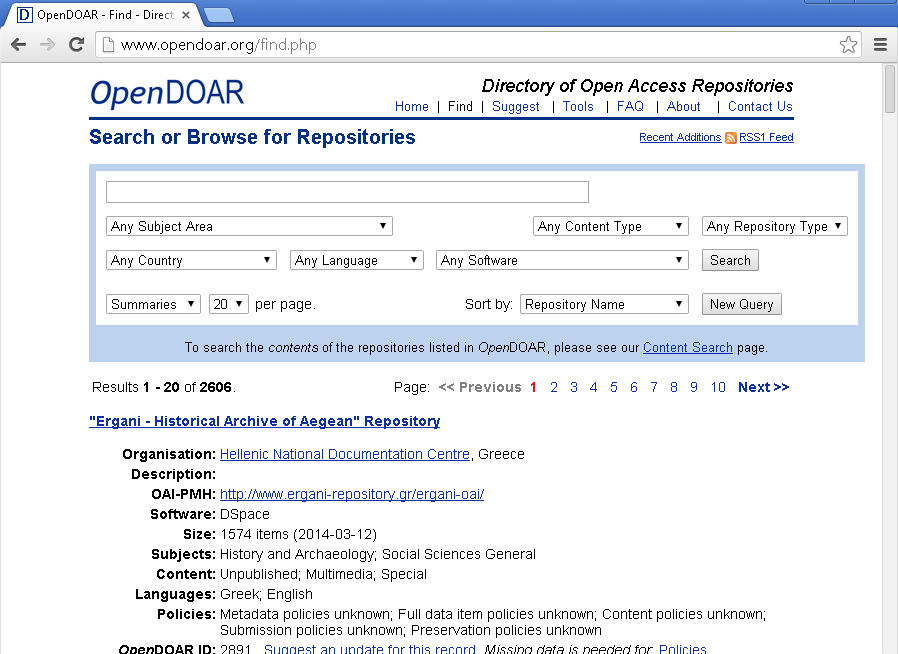 OpenDOAR - Find - Direct
www.opendoar.org/find.php
OpenDOAR
Directory of Open Access Repositories
Home | Find | Suggest | Tools | FAQ | About | Contact Us
Search or Browse for Repositories
Recent Additions RSS1 Feed
Any Subject Area Any Content Type Any Repository Type
Any Country Any Language Any Software Search
Summaries 20 per page. Sort by: Repository Name New Query
To search the contents of the repositories listed in OpenDOAR, please see our Content Search page.
Results 1 - 20 of 2606. Page: << Previous 1 2 3 4 5 6 7 8 9 10 Next >>
"Ergani - Historical Archive of Aegean" Repository
Organisation: Hellenic National Documentation Centre, Greece
Description:
OAI-PMH: http://www.ergani-repository.gr/ergani-oai/
Software: DSpace
Size: 1574 items (2014-03-12)
Subjects: History and Archaeology; Social Sciences General
Content: Unpublished; Multimedia; Special
Languages: Greek; English
Policies: Metadata policies unknown; Full data item policies unknown; Content policies unknown;
Submission policies unknown; Preservation policies unknown
OpenDOAR ID: 2891, Suggest an update for this record, Missing data is needed for: Policies